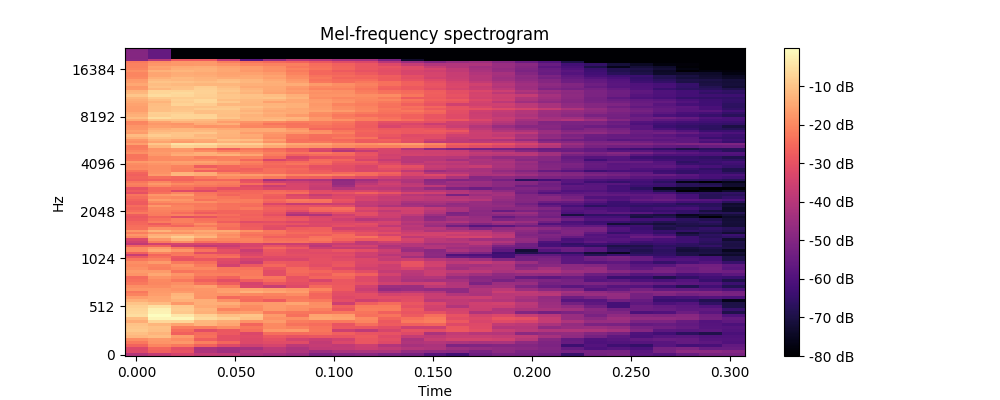 Mel-frequency spectrogram
Hz
16384
8192
4096
2048
1024
512
0
0.000 0.050 0.100 0.150 0.200 0.250 0.300
Time
-10 dB
-20 dB
-30 dB
-40 dB
-50 dB
-60 dB
-70 dB
-80 dB